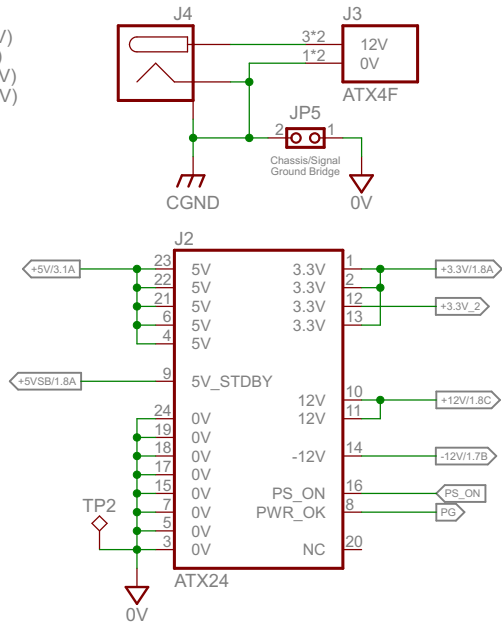 V)
)
V)
V)
J4
J3
3*2
12V
1*2
0V
ATX4F
JP5
2
1
Chassis/Signal
Ground Bridge
CGND
0V
J2
+5V/3.1A
23
5V
3.3V
1
+3.3V/1.8A
22
5V
3.3V
2
21
5V
3.3V
12
+3.3V_2
6
5V
3.3V
13
4
5V
+5VSB/1.8A
9
5V_STDBY
12V
10
+12V/1.8C
24
0V
12V
11
19
0V
18
0V
-12V
14
-12V/1.7B
17
0V
15
0V
PS_ON
16
PS_ON
TP2
7
0V
PWR_OK
8
PG
5
0V
3
0V
NC
20
ATX24
0V